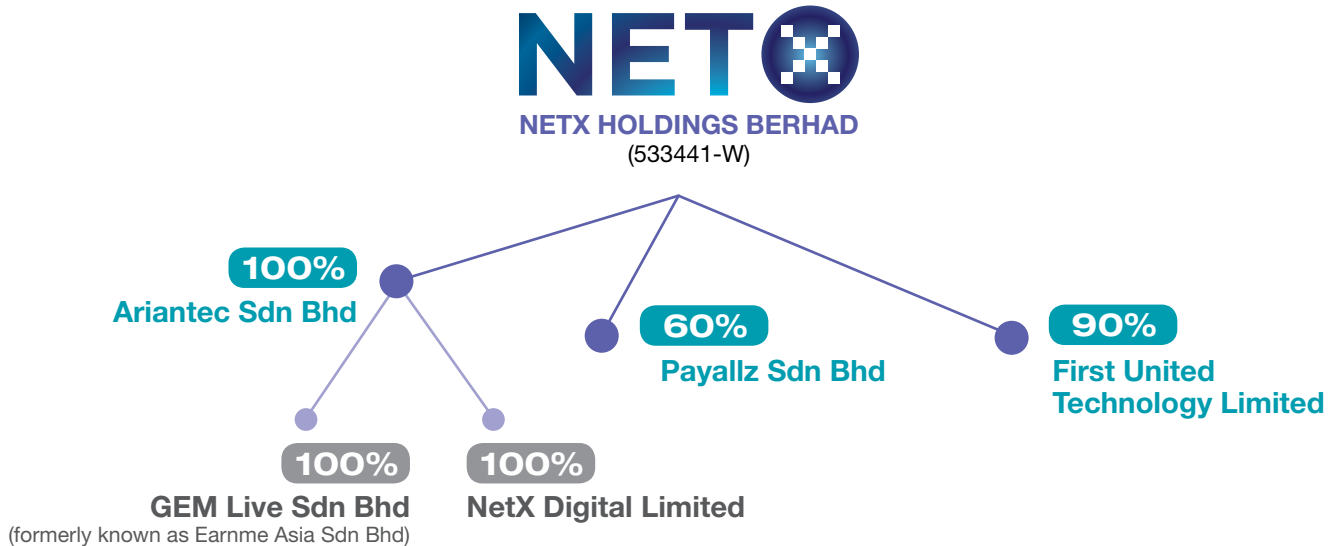 NETX
NETX HOLDINGS BERHAD
(533441-W)
100%
Ariantec Sdn Bhd
60%
Payallz Sdn Bhd
90%
First United
Technology Limited
100%
GEM Live Sdn Bhd
(formerly known as Earnme Asia Sdn Bhd)
100%
NetX Digital Limited